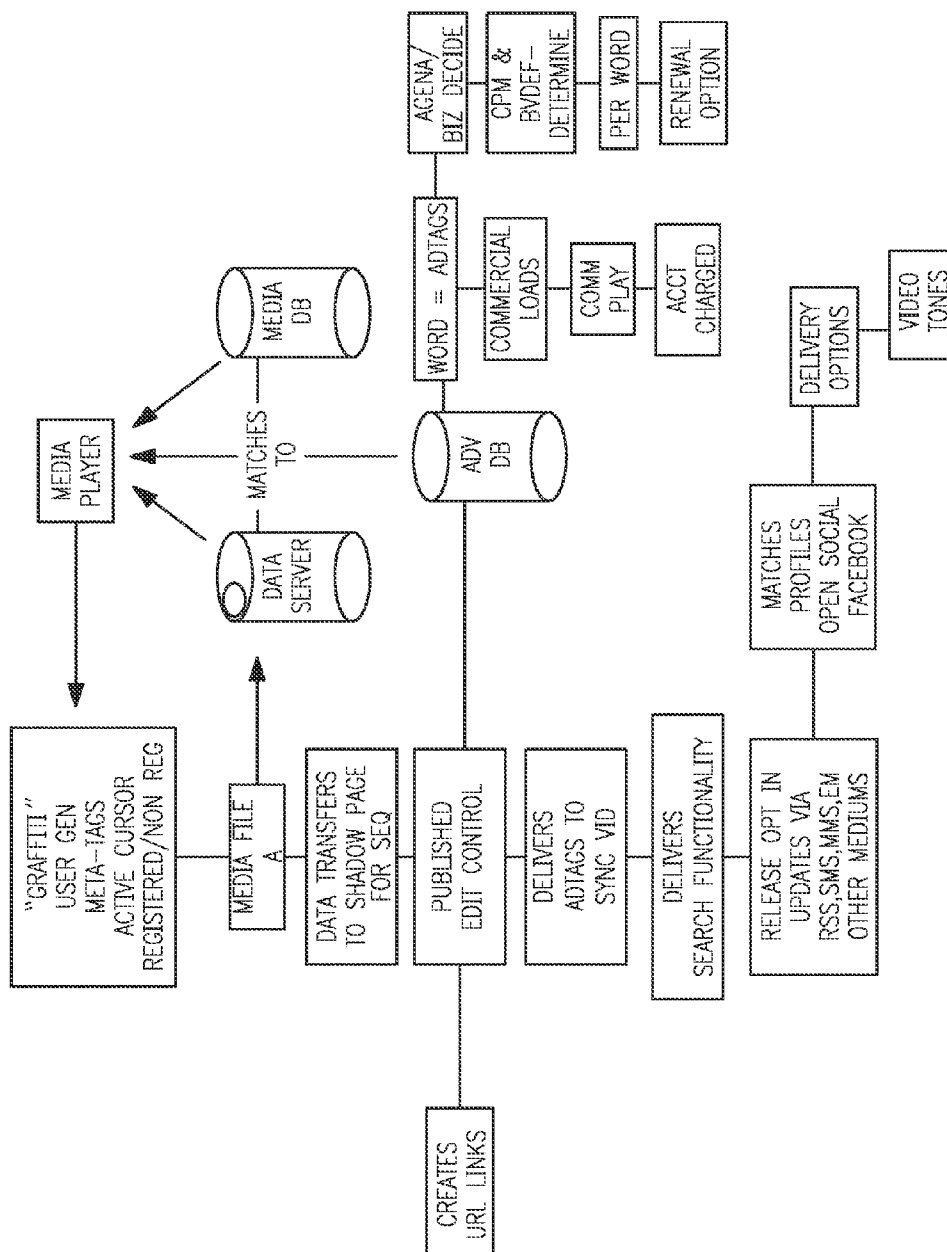 "GRAFFITI"
USER GEN
META-TAGS
ACTIVE CURSOR
REGISTERED/NON REG
MEDIA
PLAYER
MEDIA FILE
A
DATA
SERVER
MATCHES
TO
MEDIA
DB
DATA TRANSFERS
TO SHADOW PAGE
FOR SEQ
CREATES
URL LINKS
PUBLISHED
EDIT CONTROL
ADV
DB
WORD = ADTAGS
AGENA/
BIZ DECIDE
CPM &
BVDEF-
DETERMINE
PER WORD
RENEWAL
OPTION
COMMERCIAL
LOADS
COMM
PLAY
ACCT
CHARGED
DELIVERS
ADTAGS TO
SYNC VID
DELIVERS
SEARCH FUNCTIONALITY
RELEASE OPT IN
UPDATES VIA
RSS,SMS,MMS,EM
OTHER MEDIUMS
MATCHES
PROFILES
OPEN SOCIAL
FACEBOOK
DELIVERY
OPTIONS
VIDEO
TONES